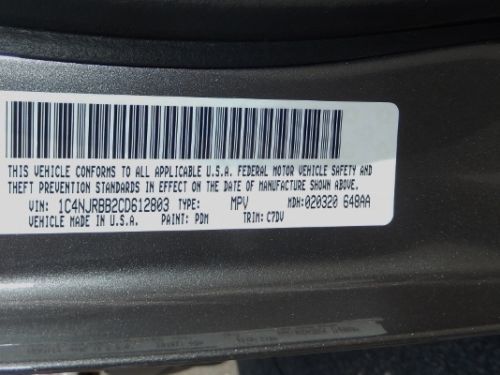 THIS VEHICLE CONFORMS TO ALL APPLICABLE U.S.A. FEDERAL MOTOR VEHICLE SAFETY AND
THEFT PREVENTION STANDARDS IN EFFECT ON THE DATE OF MANUFACTURE SHOWN ABOVE.
VIN: 1C4NJRBB2CD612803 TYPE: MPV MDH:020320 648AA
VEHICLE MADE IN U.S.A. PAINT: PDM TRIM: C7DV